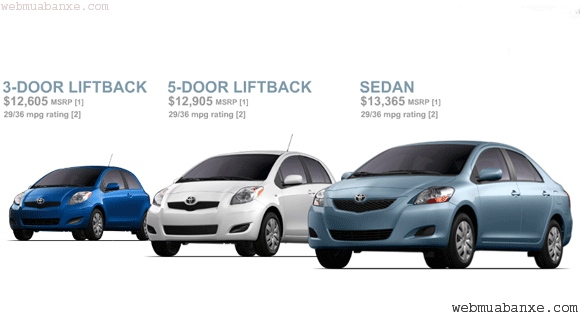 webmuabanxe.com
3-DOOR LIFTBACK
$12,605 MSRP [1]
29/36 mpg rating [2]
5-DOOR LIFTBACK
$12,905 MSRP [1]
29/36 mpg rating [2]
SEDAN
$13,365 MSRP [1]
29/36 mpg rating [2]
webmuabanxe.com